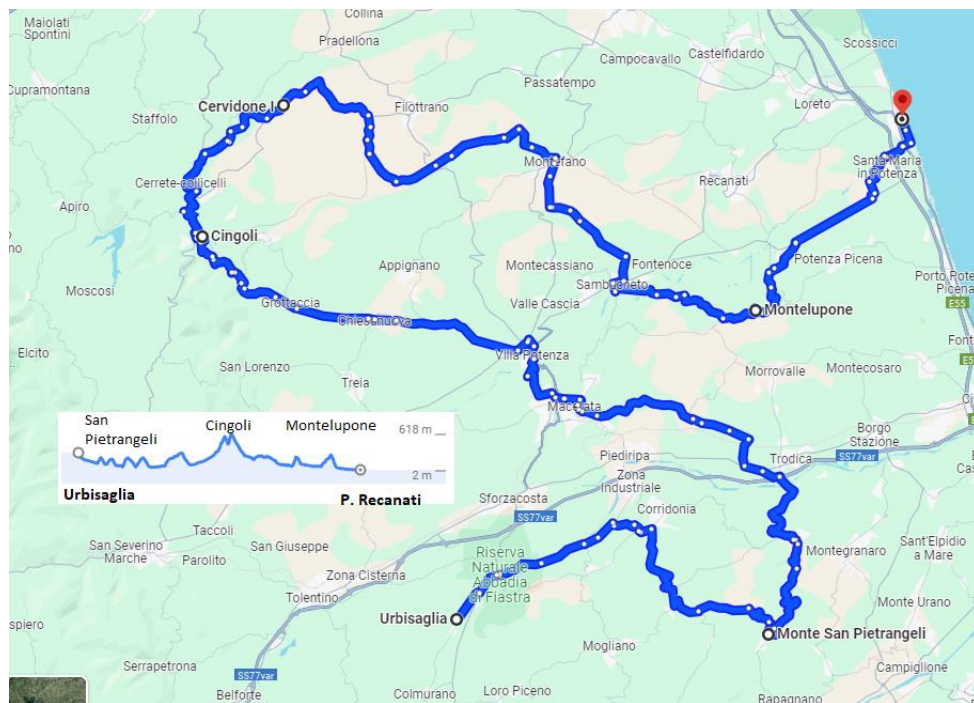 Maiolati
Spontini
Collina
Pradellona
Scossicci
Castelfidardo
Campocavallo
Cupramontana
Passatempo
Loreto
Cervidone I
Filottrano
Staffolo
Montefano
Santa Maria
in Potenza
Recanati
Cerrete-collicelli
Apiro
Cingoli
Fontenoce
Potenza Picena
Appignano
Montecassiano
Porto Pote
Picena
Moscosi
Sambucheto
Grottaccia
Valle Cascia
E55
Montelupone
Chiesanuova
Font
Elcito
Villa Potenza
San Lorenzo
Morrovalle
Montecosaro
Treia
Macerata
San
Pietrangeli
Cingoli
Montelupone
618 m
2 m
Urbisaglia
P. Recanati
Borgo
Stazione
Piediripa
Trodica
SS77var
Zona
Industriale
Sforzacosta
Corridonia
SS77var
Taccoli
San Severino
Marche
Parolito
San Giuseppe
Riserva
Naturale
Abbadia
di Fiastra
Montegranaro
Sant'Elpidio
a Mare
Zona Cisterna
Tolentino
Monte Urano
Urbisaglia
Monte San Pietrangeli
Mogliano
spiero
Serrapetrona
SS77var
Campiglione
Belforte
Colmurano
Loro Piceno
Rapagnano